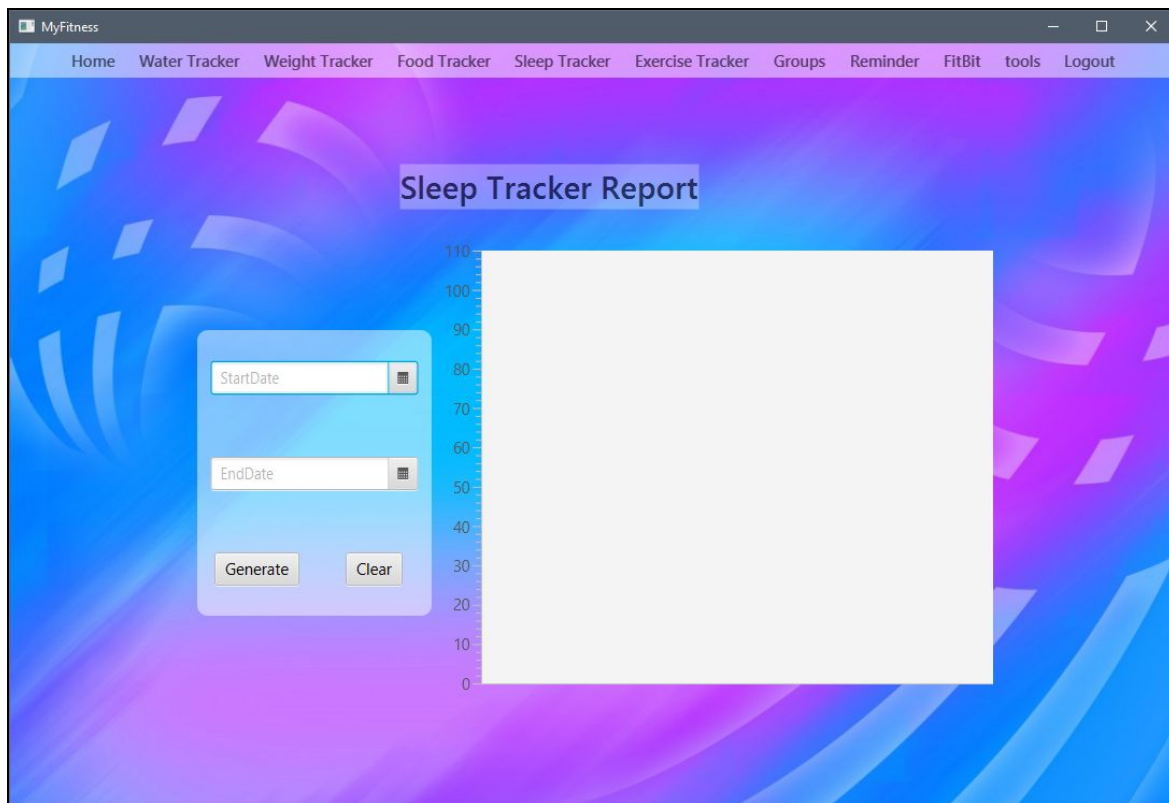 MyFitness
Home Water Tracker Weight Tracker Food Tracker Sleep Tracker Exercise Tracker Groups Reminder FitBit tools Logout
Sleep Tracker Report
110
100
90
80
70
60
50
40
30
20
10
0
StartDate
EndDate
Generate Clear